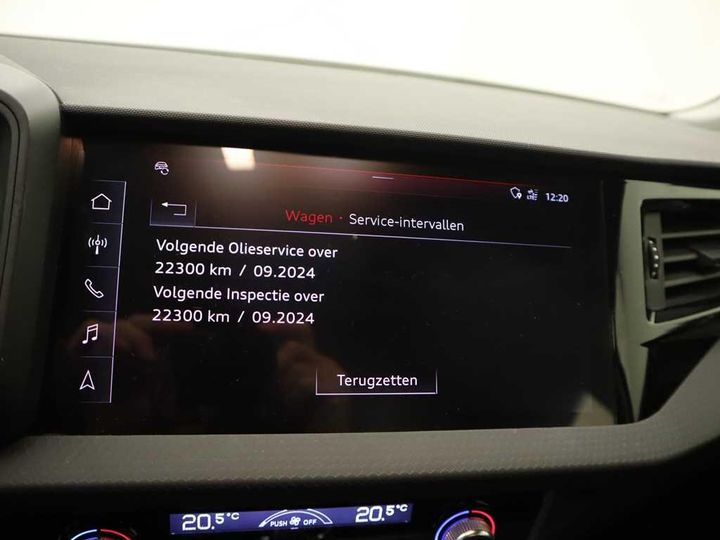 12:20
Wagen · Service-intervallen
Volgende Olieservice over
22300 km / 09.2024
Volgende Inspectie over
22300 km / 09.2024
Terugzetten
20.5°C PUSH OFF 20.5°C